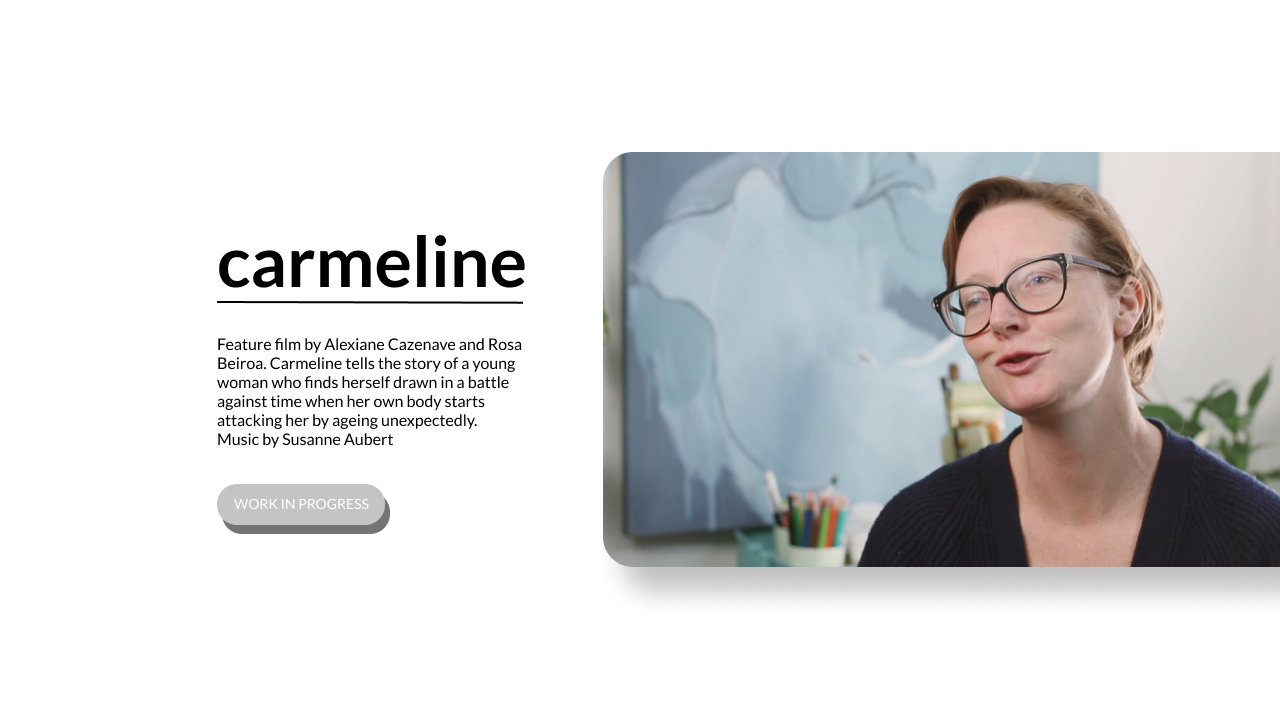 carmeline
Feature film by Alexiane Cazenave and Rosa
Beiroa. Carmeline tells the story of a young
woman who finds herself drawn in a battle
against time when her own body starts
attacking her by ageing unexpectedly.
Music by Susanne Aubert
WORK IN PROGRESS